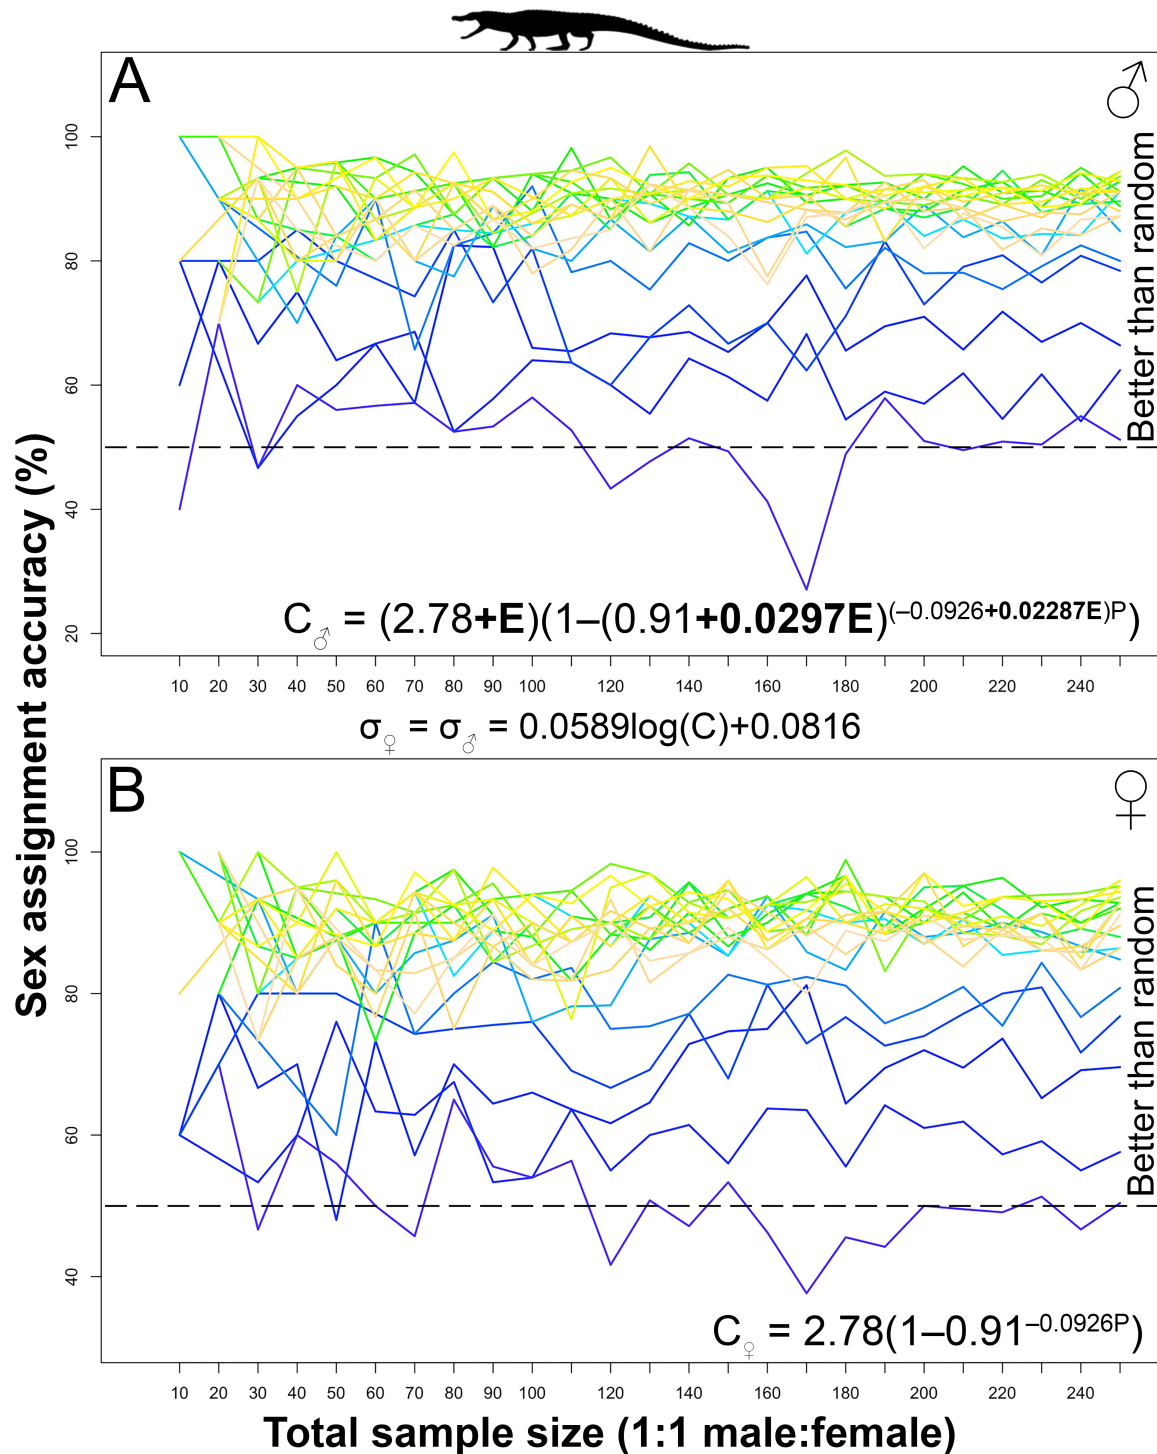 A
♂
100
80
60
40
20
Better than random
C♂ = (2.78+E)(1–(0.91+0.0297E)^(–0.0926+0.02287E)P)
10 20 30 40 50 60 70 80 90 100 120 140 160 180 200 220 240
σ♀ = σ♂ = 0.0589log(C)+0.0816
Sex assignment accuracy (%)
B
♀
100
80
60
40
Better than random
C♀ = 2.78(1–0.91^–0.0926P)
10 20 30 40 50 60 70 80 90 100 120 140 160 180 200 220 240
Total sample size (1:1 male:female)